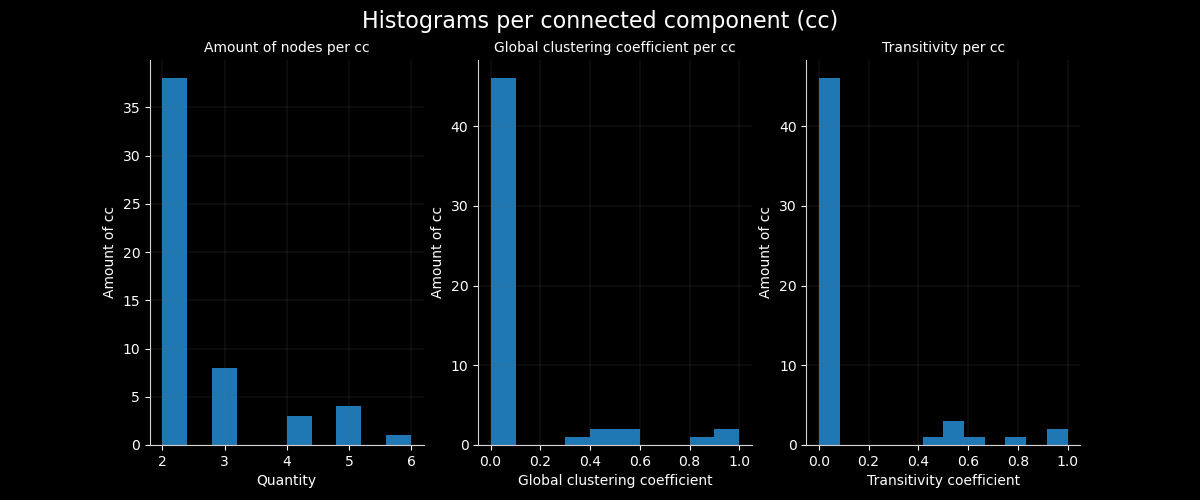 Histograms per connected component (cc)
Amount of nodes per cc
Amount of cc
0
5
10
15
20
25
30
35
2 3 4 5 6
Quantity
Global clustering coefficient per cc
Amount of cc
0
10
20
30
40
0.0 0.2 0.4 0.6 0.8 1.0
Global clustering coefficient
Transitivity per cc
Amount of cc
0
10
20
30
40
0.0 0.2 0.4 0.6 0.8 1.0
Transitivity coefficient